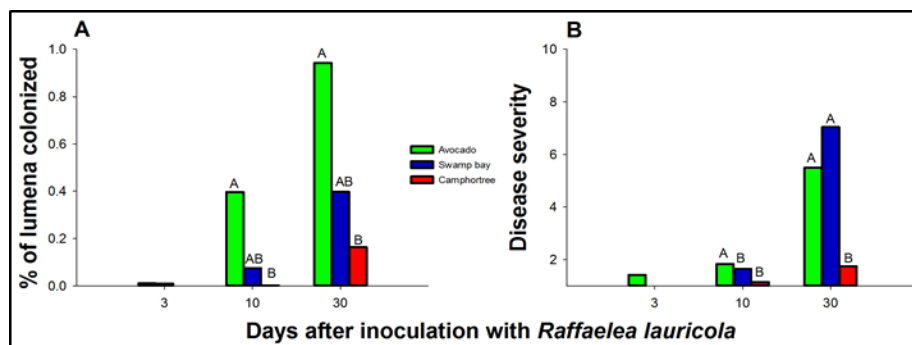 A
% of lumena colonized
1.0
0.8
0.6
0.4
0.2
0.0
A
AB
B
A
AB
B
3
10
30
Avocado
Swamp bay
Camphortree
B
Disease severity
10
8
6
4
2
A
B
B
A
A
B
3
10
30
Days after inoculation with Raffaelea lauricola